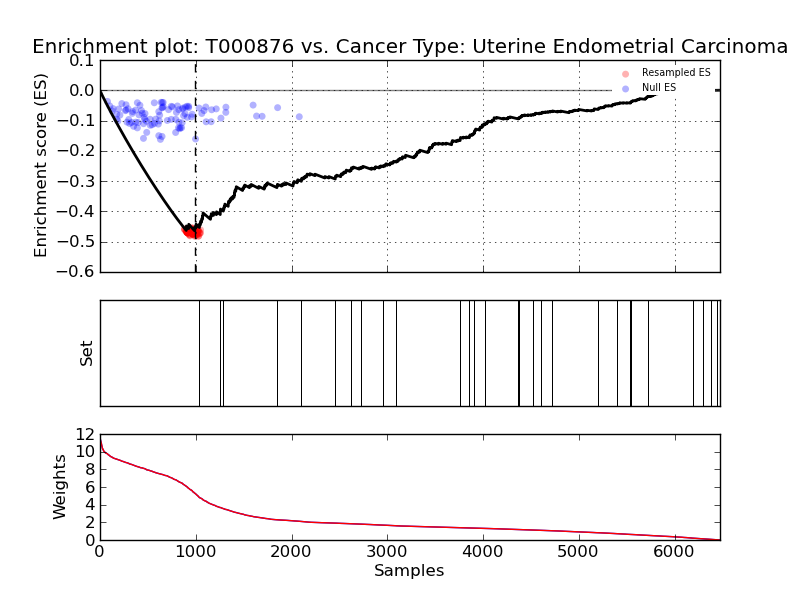 Enrichment plot: T000876 vs. Cancer Type: Uterine Endometrial Carcinoma
Enrichment score (ES)
0.1
0.0
−0.1
−0.2
−0.3
−0.4
−0.5
−0.6
Resampled ES
Null ES
Set
Weights
12
10
8
6
4
2
0
0 1000 2000 3000 4000 5000 6000
Samples